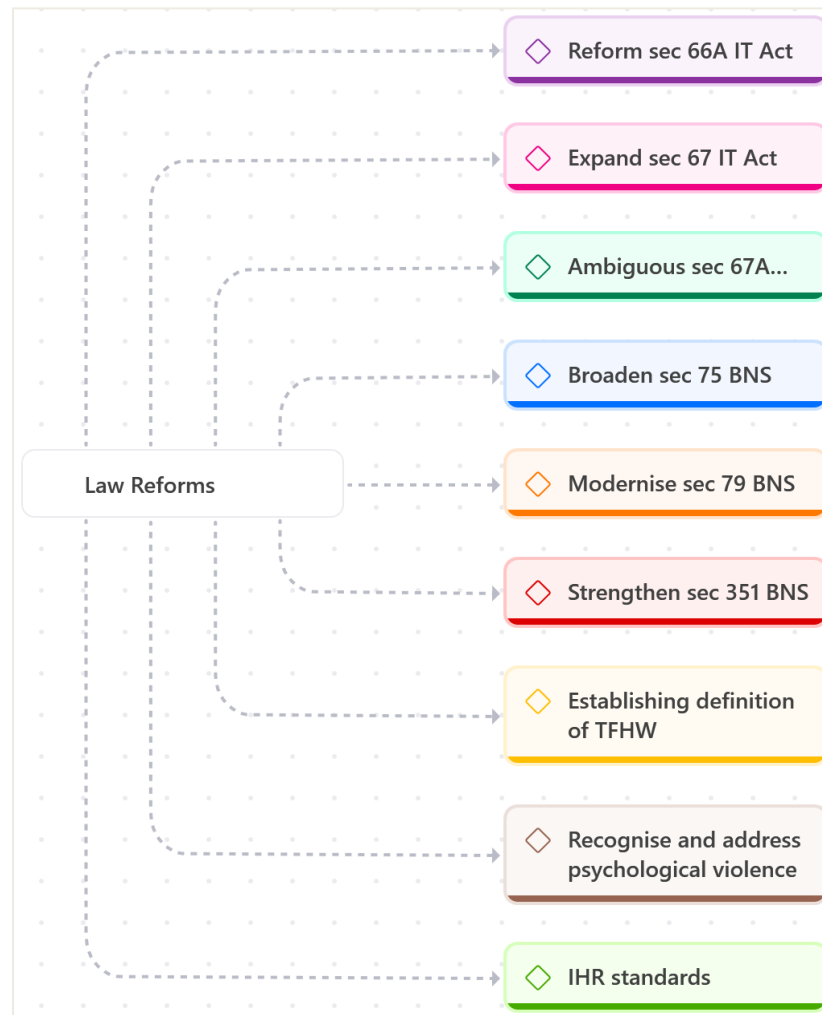 Reform sec 66A IT Act
Expand sec 67 IT Act
Ambiguous sec 67A...
Broaden sec 75 BNS
Law Reforms
Modernise sec 79 BNS
Strengthen sec 351 BNS
Establishing definition
of TFHW
Recognise and address
psychological violence
IHR standards